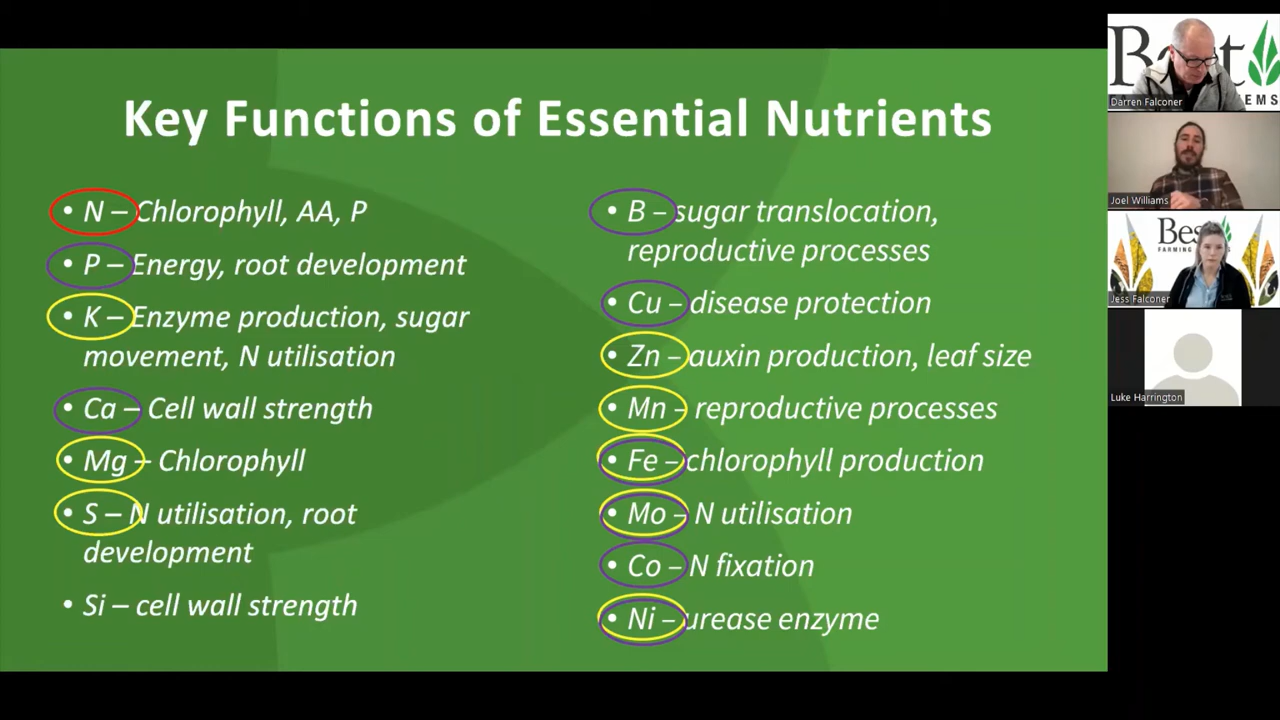 Key Functions of Essential Nutrients
• N – Chlorophyll, AA, P
• P – Energy, root development
• K – Enzyme production, sugar
movement, N utilisation
• Ca – Cell wall strength
• Mg – Chlorophyll
• S – N utilisation, root
development
• Si – cell wall strength
• B – sugar translocation,
reproductive processes
• Cu – disease protection
• Zn – auxin production, leaf size
• Mn – reproductive processes
• Fe – chlorophyll production
• Mo – N utilisation
• Co – N fixation
• Ni – urease enzyme
Darren Falconer
Joel Williams
Jess Falconer
Luke Harrington